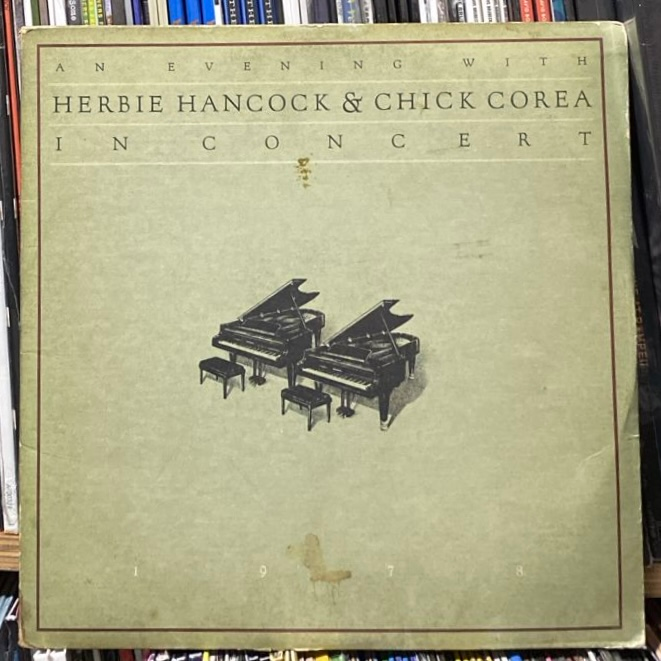 AN EVENING WITH
HERBIE HANCOCK & CHICK COREA
IN CONCERT
1978